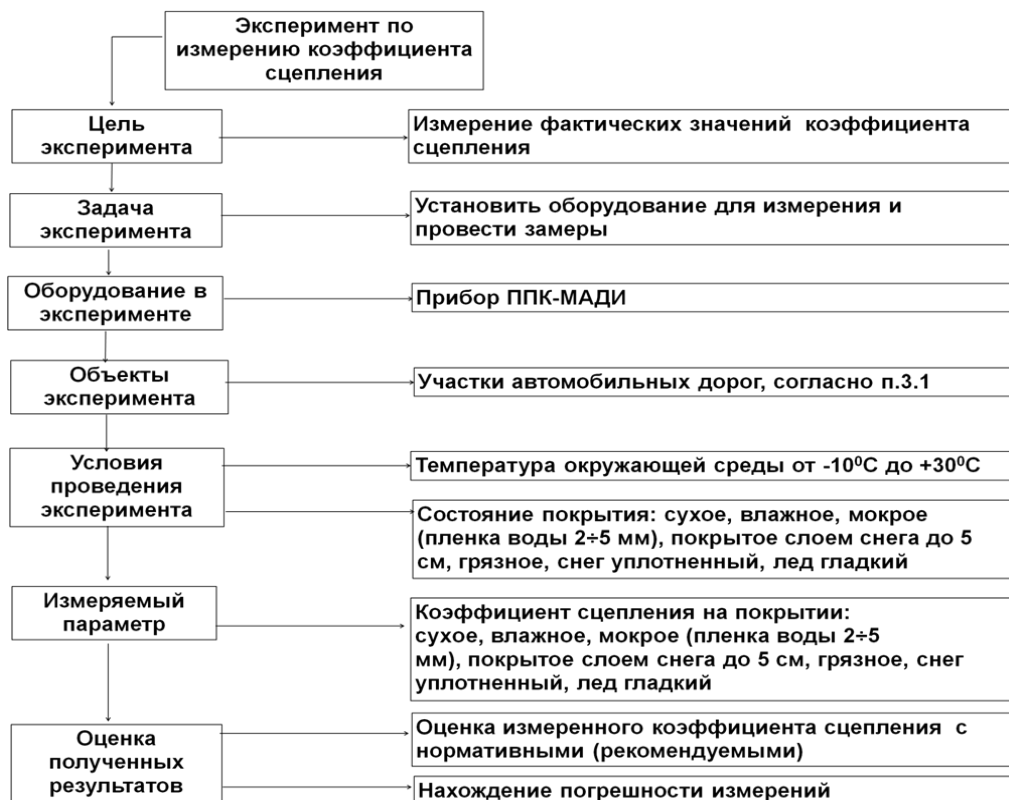 Эксперимент по
измерению коэффициента
сцепления
Цель
эксперимента
Измерение фактических значений коэффициента
сцепления
Задача
эксперимента
Установить оборудование для измерения и
провести замеры
Оборудование в
эксперименте
Прибор ППК-МАДИ
Объекты
эксперимента
Участки автомобильных дорог, согласно п.3.1
Условия
проведения
эксперимента
Температура окружающей среды от -10⁰С до +30⁰С
Состояние покрытия: сухое, влажное, мокрое
(пленка воды 2÷5 мм), покрытое слоем снега до 5
см, грязное, снег уплотненный, лед гладкий
Измеряемый
параметр
Коэффициент сцепления на покрытии:
сухое, влажное, мокрое (пленка воды 2÷5
мм), покрытое слоем снега до 5 см, грязное, снег
уплотненный, лед гладкий
Оценка
полученных
результатов
Оценка измеренного коэффициента сцепления с
нормативными (рекомендуемыми)
Нахождение погрешности измерений